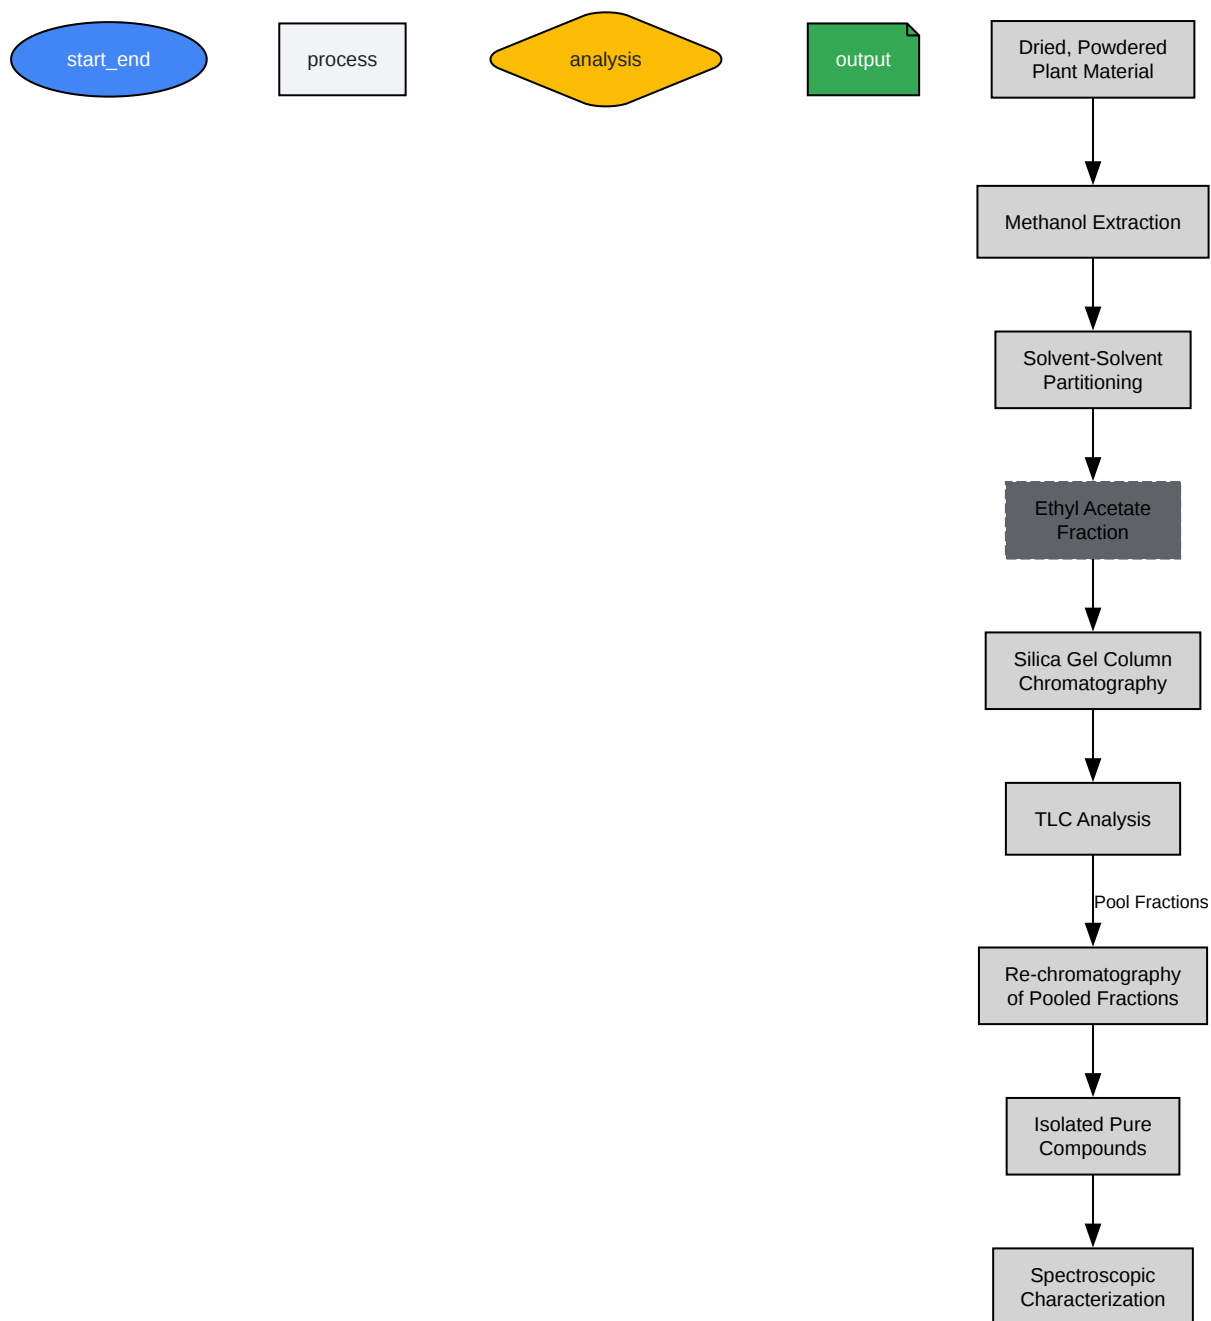 start_end
process
analysis
output
Dried, Powdered
Plant Material
Methanol Extraction
Solvent-Solvent
Partitioning
Ethyl Acetate
Fraction
Silica Gel Column
Chromatography
TLC Analysis
Pool Fractions
Re-chromatography
of Pooled Fractions
Isolated Pure
Compounds
Spectroscopic
Characterization